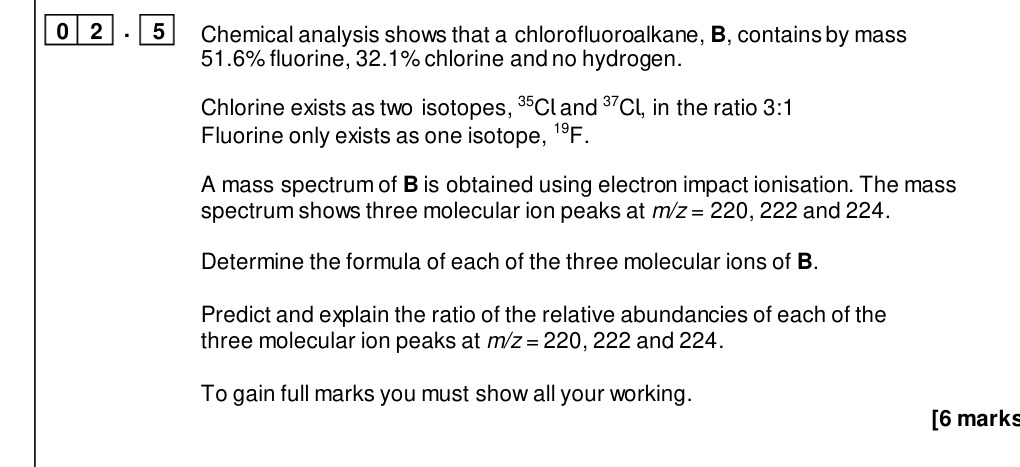 02.5 Chemical analysis shows that a chlorofluoroalkane, B, contains by mass
51.6% fluorine, 32.1% chlorine and no hydrogen.
Chlorine exists as two isotopes, ³⁵Cl and ³⁷Cl, in the ratio 3:1
Fluorine only exists as one isotope, ¹⁹F.
A mass spectrum of B is obtained using electron impact ionisation. The mass
spectrum shows three molecular ion peaks at m/z = 220, 222 and 224.
Determine the formula of each of the three molecular ions of B.
Predict and explain the ratio of the relative abundancies of each of the
three molecular ion peaks at m/z = 220, 222 and 224.
To gain full marks you must show all your working.
[6 marks